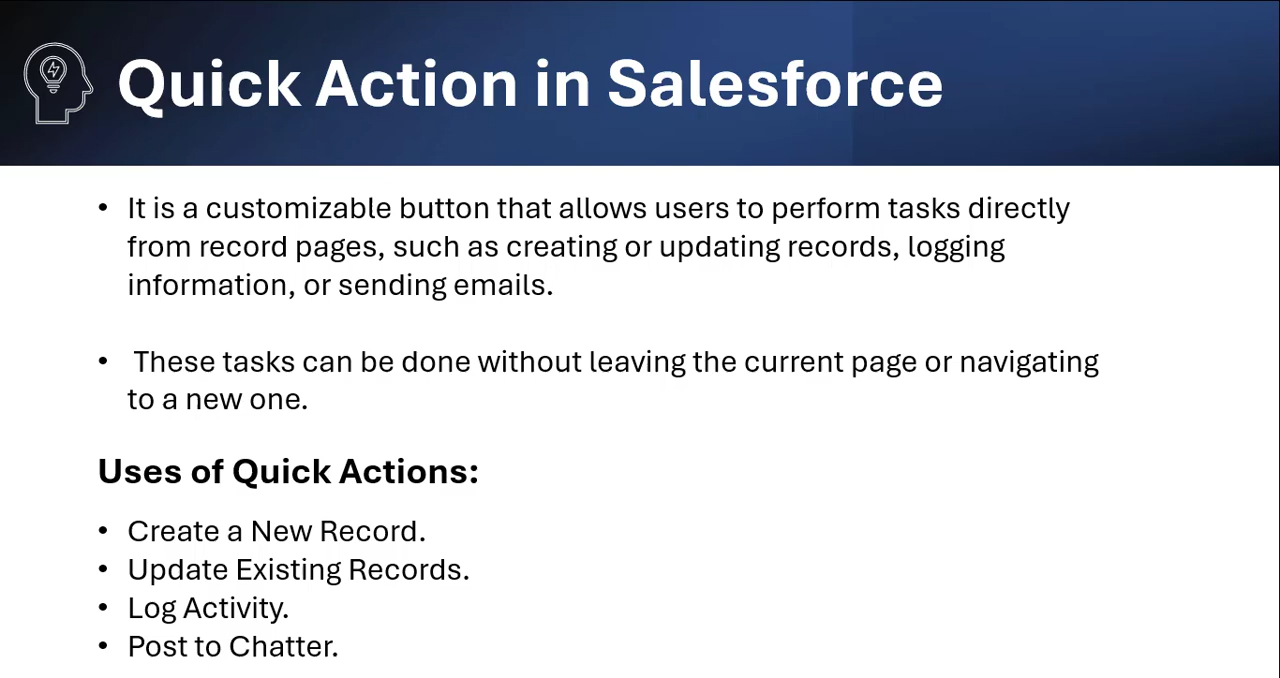 Quick Action in Salesforce
• It is a customizable button that allows users to perform tasks directly
from record pages, such as creating or updating records, logging
information, or sending emails.
• These tasks can be done without leaving the current page or navigating
to a new one.
Uses of Quick Actions:
• Create a New Record.
• Update Existing Records.
• Log Activity.
• Post to Chatter.